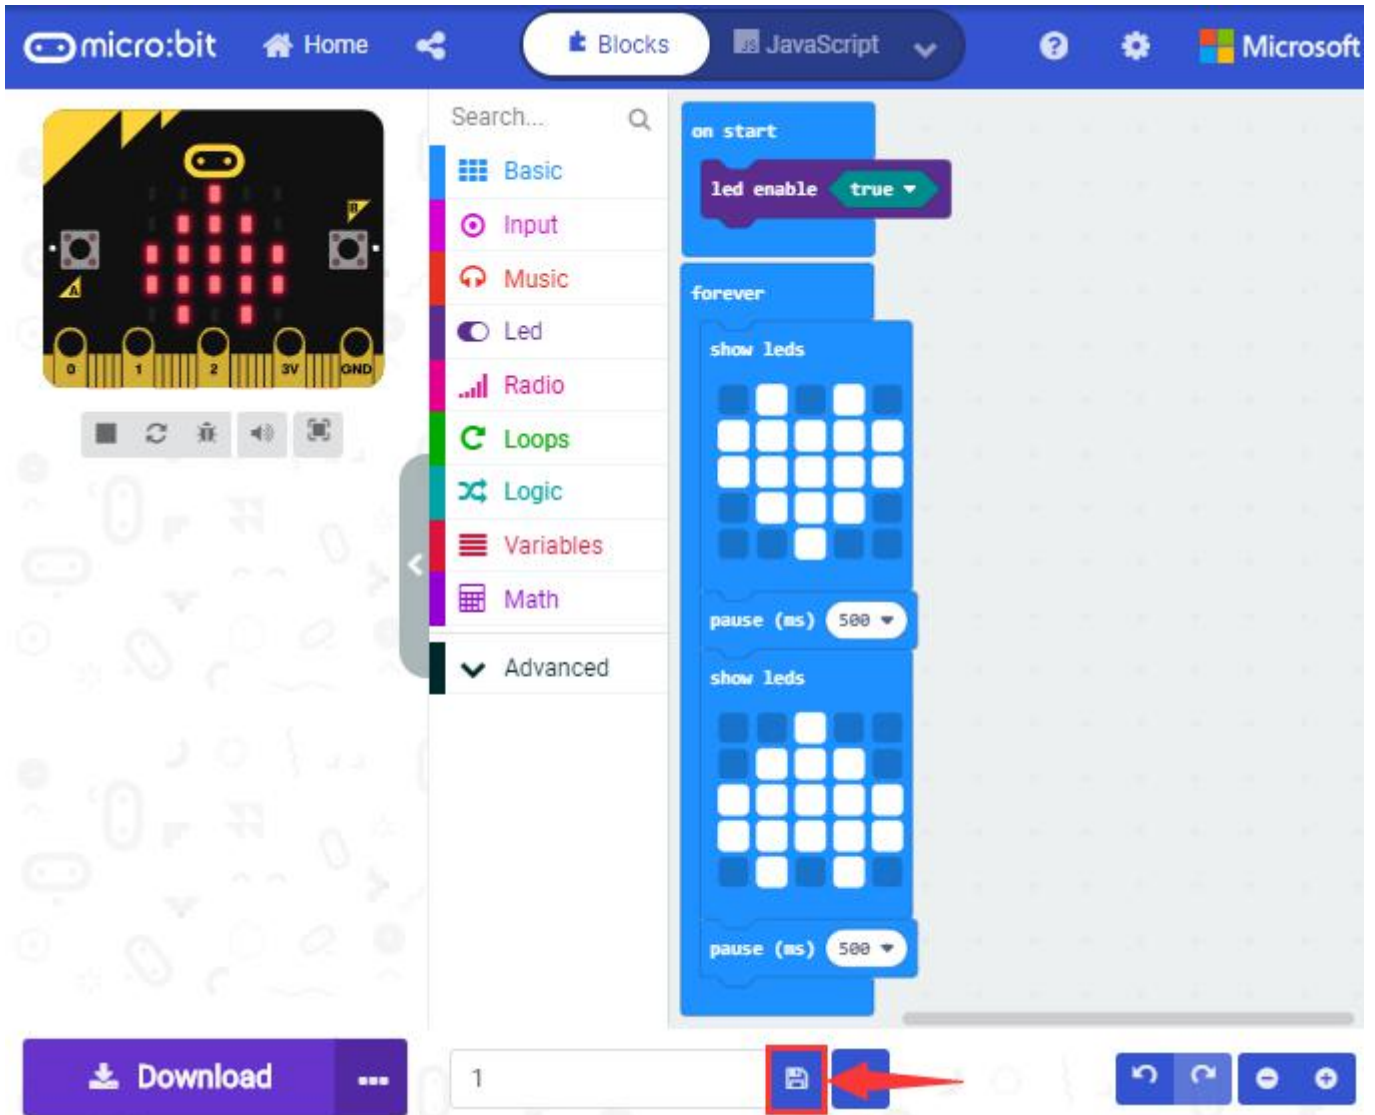 micro:bit Home Blocks JavaScript Microsoft
Search...
Basic
Input
Music
Led
Radio
Loops
Logic
Variables
Math
Advanced
A
B
0 1 2 3V GND
on start
led enable true
forever
show leds
pause (ms) 500
show leds
pause (ms) 500
Download
1